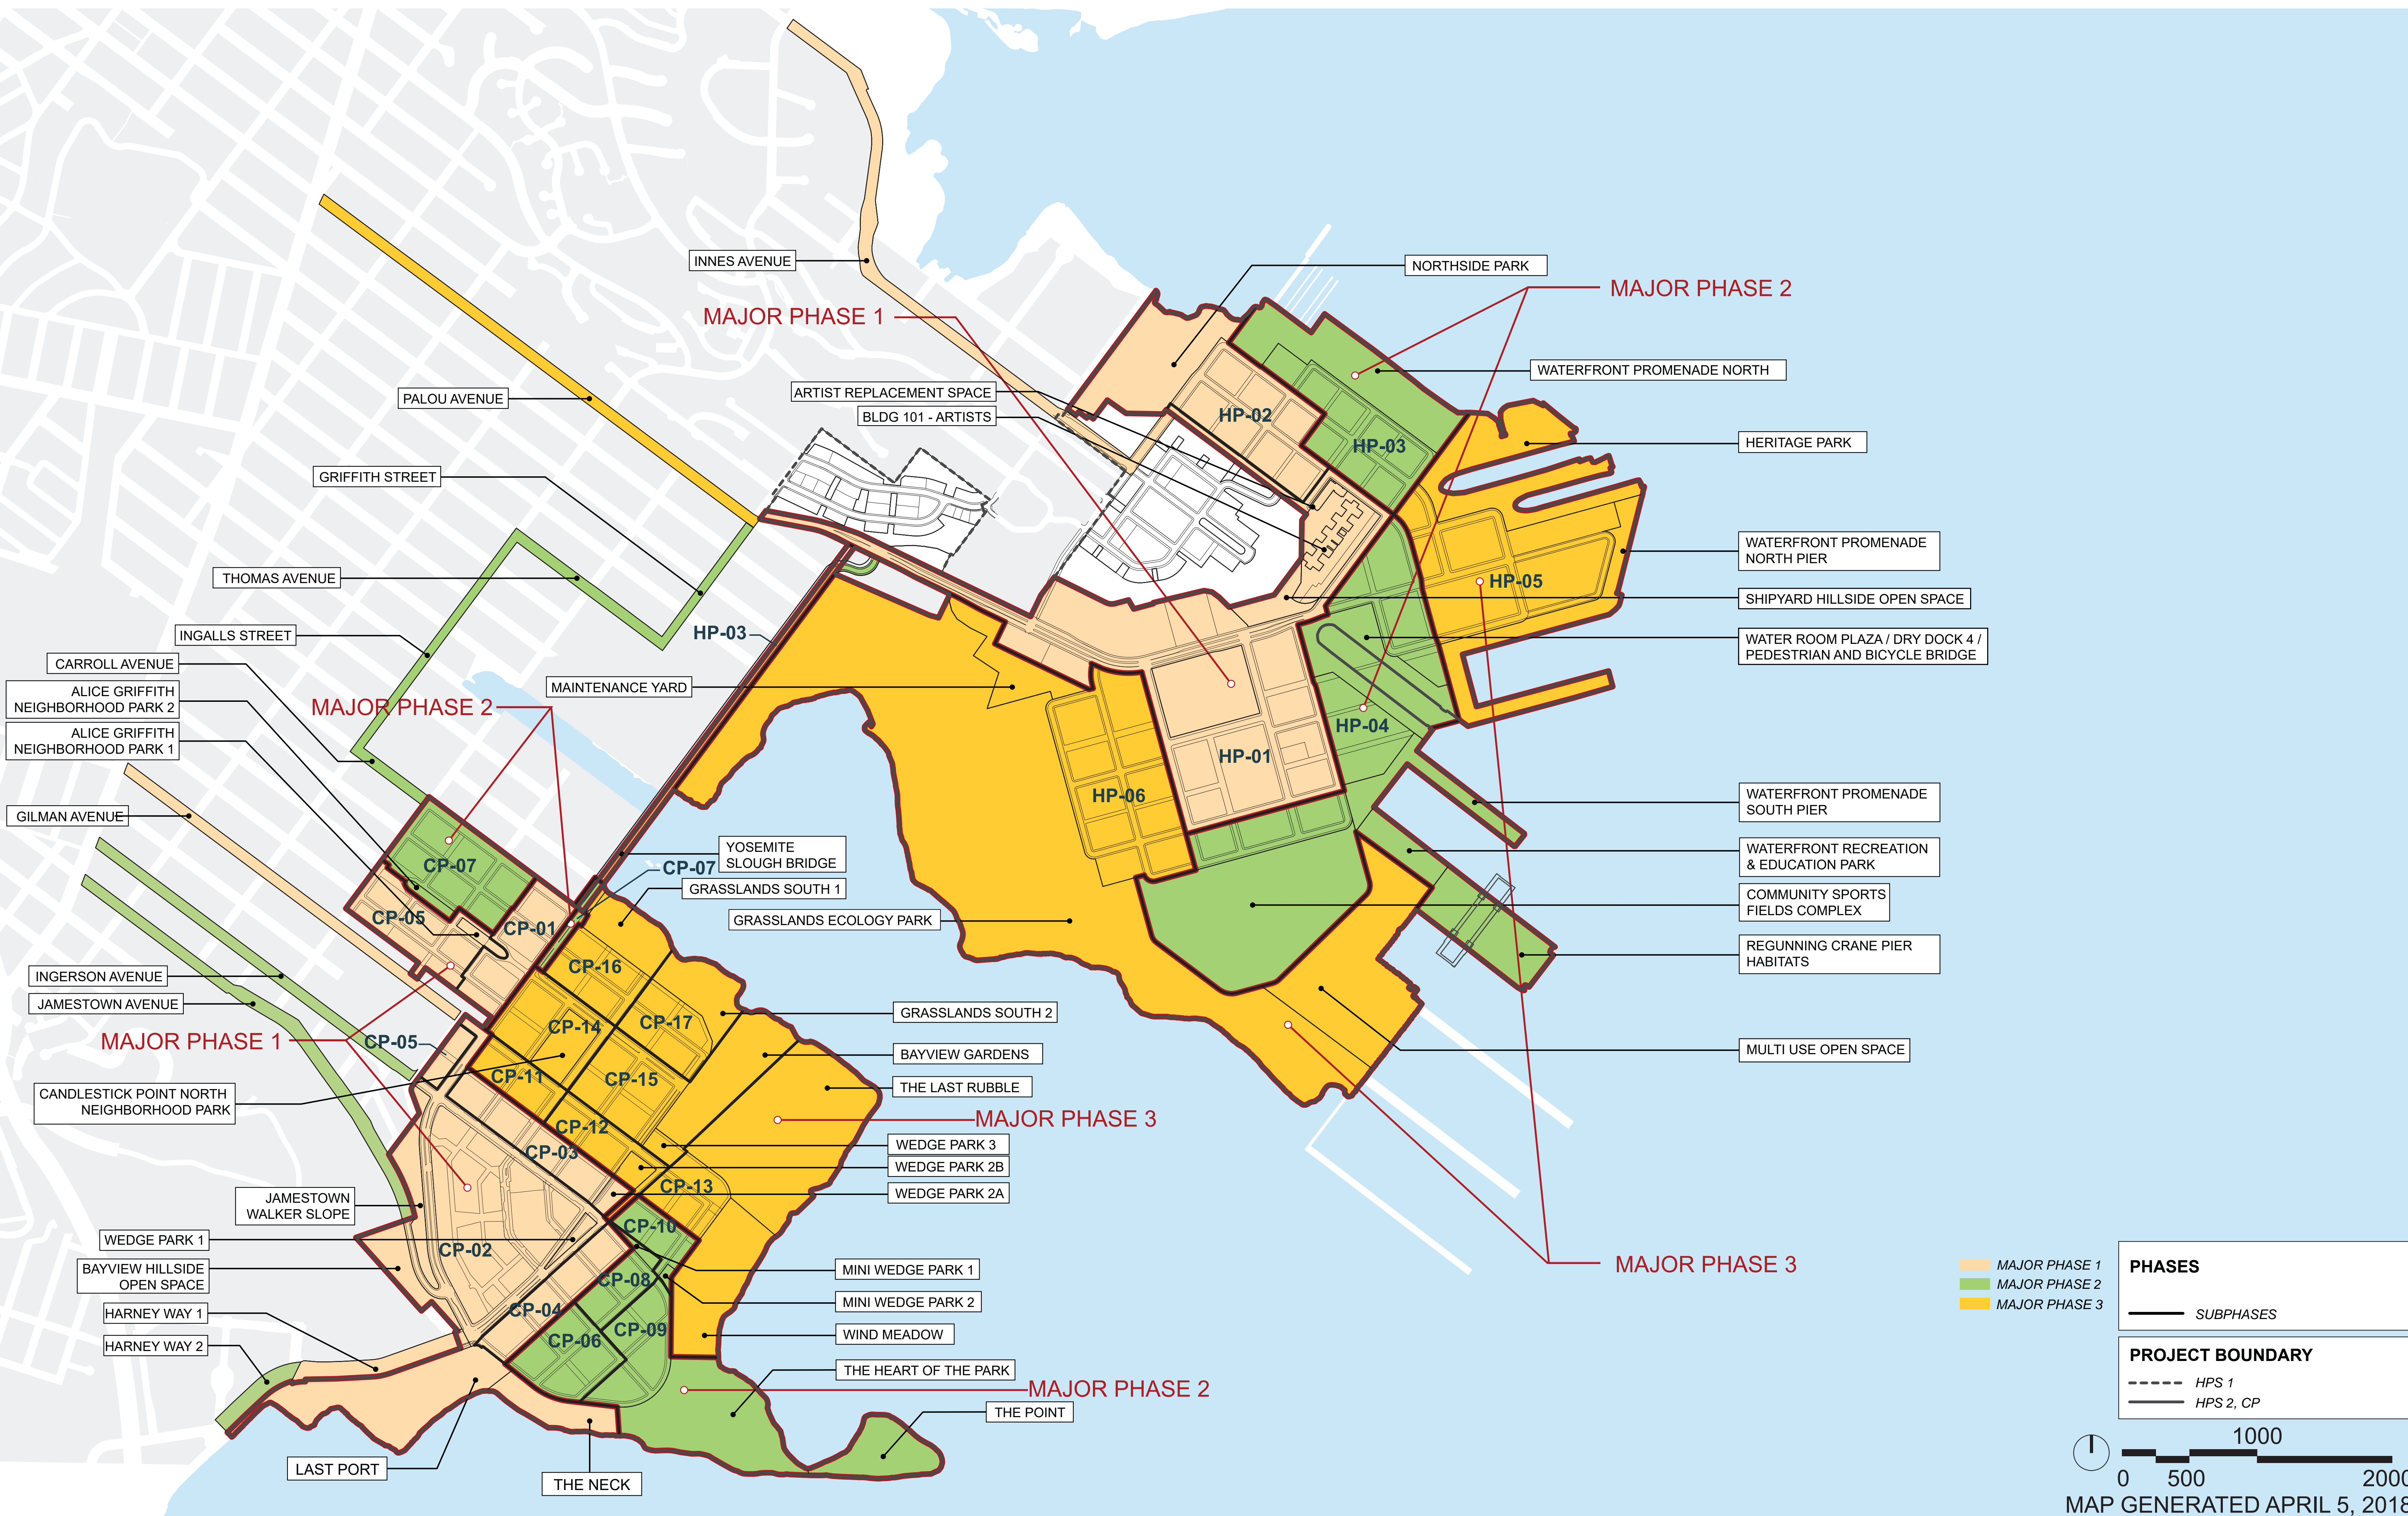 INNES AVENUE
NORTHSIDE PARK
MAJOR PHASE 2
MAJOR PHASE 1
WATERFRONT PROMENADE NORTH
ARTIST REPLACEMENT SPACE
PALOU AVENUE
BLDG 101 - ARTISTS
HP-02
HP-03
HERITAGE PARK
GRIFFITH STREET
WATERFRONT PROMENADE
NORTH PIER
THOMAS AVENUE
HP-05
SHIPYARD HILLSIDE OPEN SPACE
INGALLS STREET
HP-03
WATER ROOM PLAZA / DRY DOCK 4 /
PEDESTRIAN AND BICYCLE BRIDGE
CARROLL AVENUE
ALICE GRIFFITH
NEIGHBORHOOD PARK 2
MAINTENANCE YARD
MAJOR PHASE 2
HP-04
ALICE GRIFFITH
NEIGHBORHOOD PARK 1
HP-01
HP-06
WATERFRONT PROMENADE
SOUTH PIER
GILMAN AVENUE
YOSEMITE
SLOUGH BRIDGE
WATERFRONT RECREATION
& EDUCATION PARK
CP-07
CP-07
GRASSLANDS SOUTH 1
COMMUNITY SPORTS
FIELDS COMPLEX
CP-05
CP-01
GRASSLANDS ECOLOGY PARK
REGUNNING CRANE PIER
HABITATS
CP-16
INGERSON AVENUE
JAMESTOWN AVENUE
GRASSLANDS SOUTH 2
CP-14
CP-17
MAJOR PHASE 1
CP-05
BAYVIEW GARDENS
MULTI USE OPEN SPACE
CP-11
CP-15
THE LAST RUBBLE
CANDLESTICK POINT NORTH
NEIGHBORHOOD PARK
MAJOR PHASE 3
CP-12
CP-03
WEDGE PARK 3
WEDGE PARK 2B
CP-13
WEDGE PARK 2A
JAMESTOWN
WALKER SLOPE
CP-10
WEDGE PARK 1
CP-02
BAYVIEW HILLSIDE
OPEN SPACE
CP-08
MINI WEDGE PARK 1
MAJOR PHASE 3
MINI WEDGE PARK 2
HARNEY WAY 1
CP-04
CP-06
CP-09
WIND MEADOW
HARNEY WAY 2
THE HEART OF THE PARK
MAJOR PHASE 2
THE POINT
LAST PORT
THE NECK
MAJOR PHASE 1
MAJOR PHASE 2
MAJOR PHASE 3
PHASES
SUBPHASES
PROJECT BOUNDARY
HPS 1
HPS 2, CP
1000
0 500 2000
MAP GENERATED APRIL 5, 2018